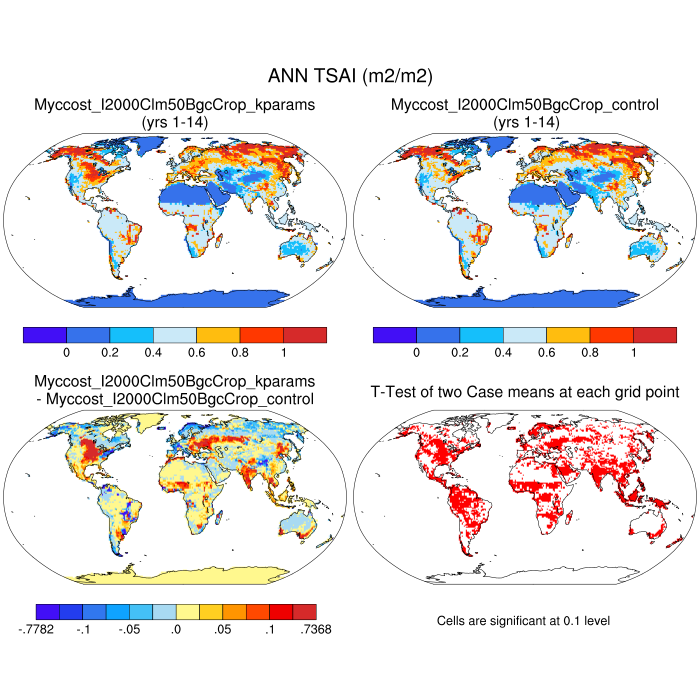 ANN TSAI (m2/m2)
Myccost_I2000Clm50BgcCrop_kparams
(yrs 1-14)
Myccost_I2000Clm50BgcCrop_control
(yrs 1-14)
0 0.2 0.4 0.6 0.8 1
0 0.2 0.4 0.6 0.8 1
Myccost_I2000Clm50BgcCrop_kparams
- Myccost_I2000Clm50BgcCrop_control
T-Test of two Case means at each grid point
-.7782 -.1 -.05 .0 .05 .1 .7368
Cells are significant at 0.1 level